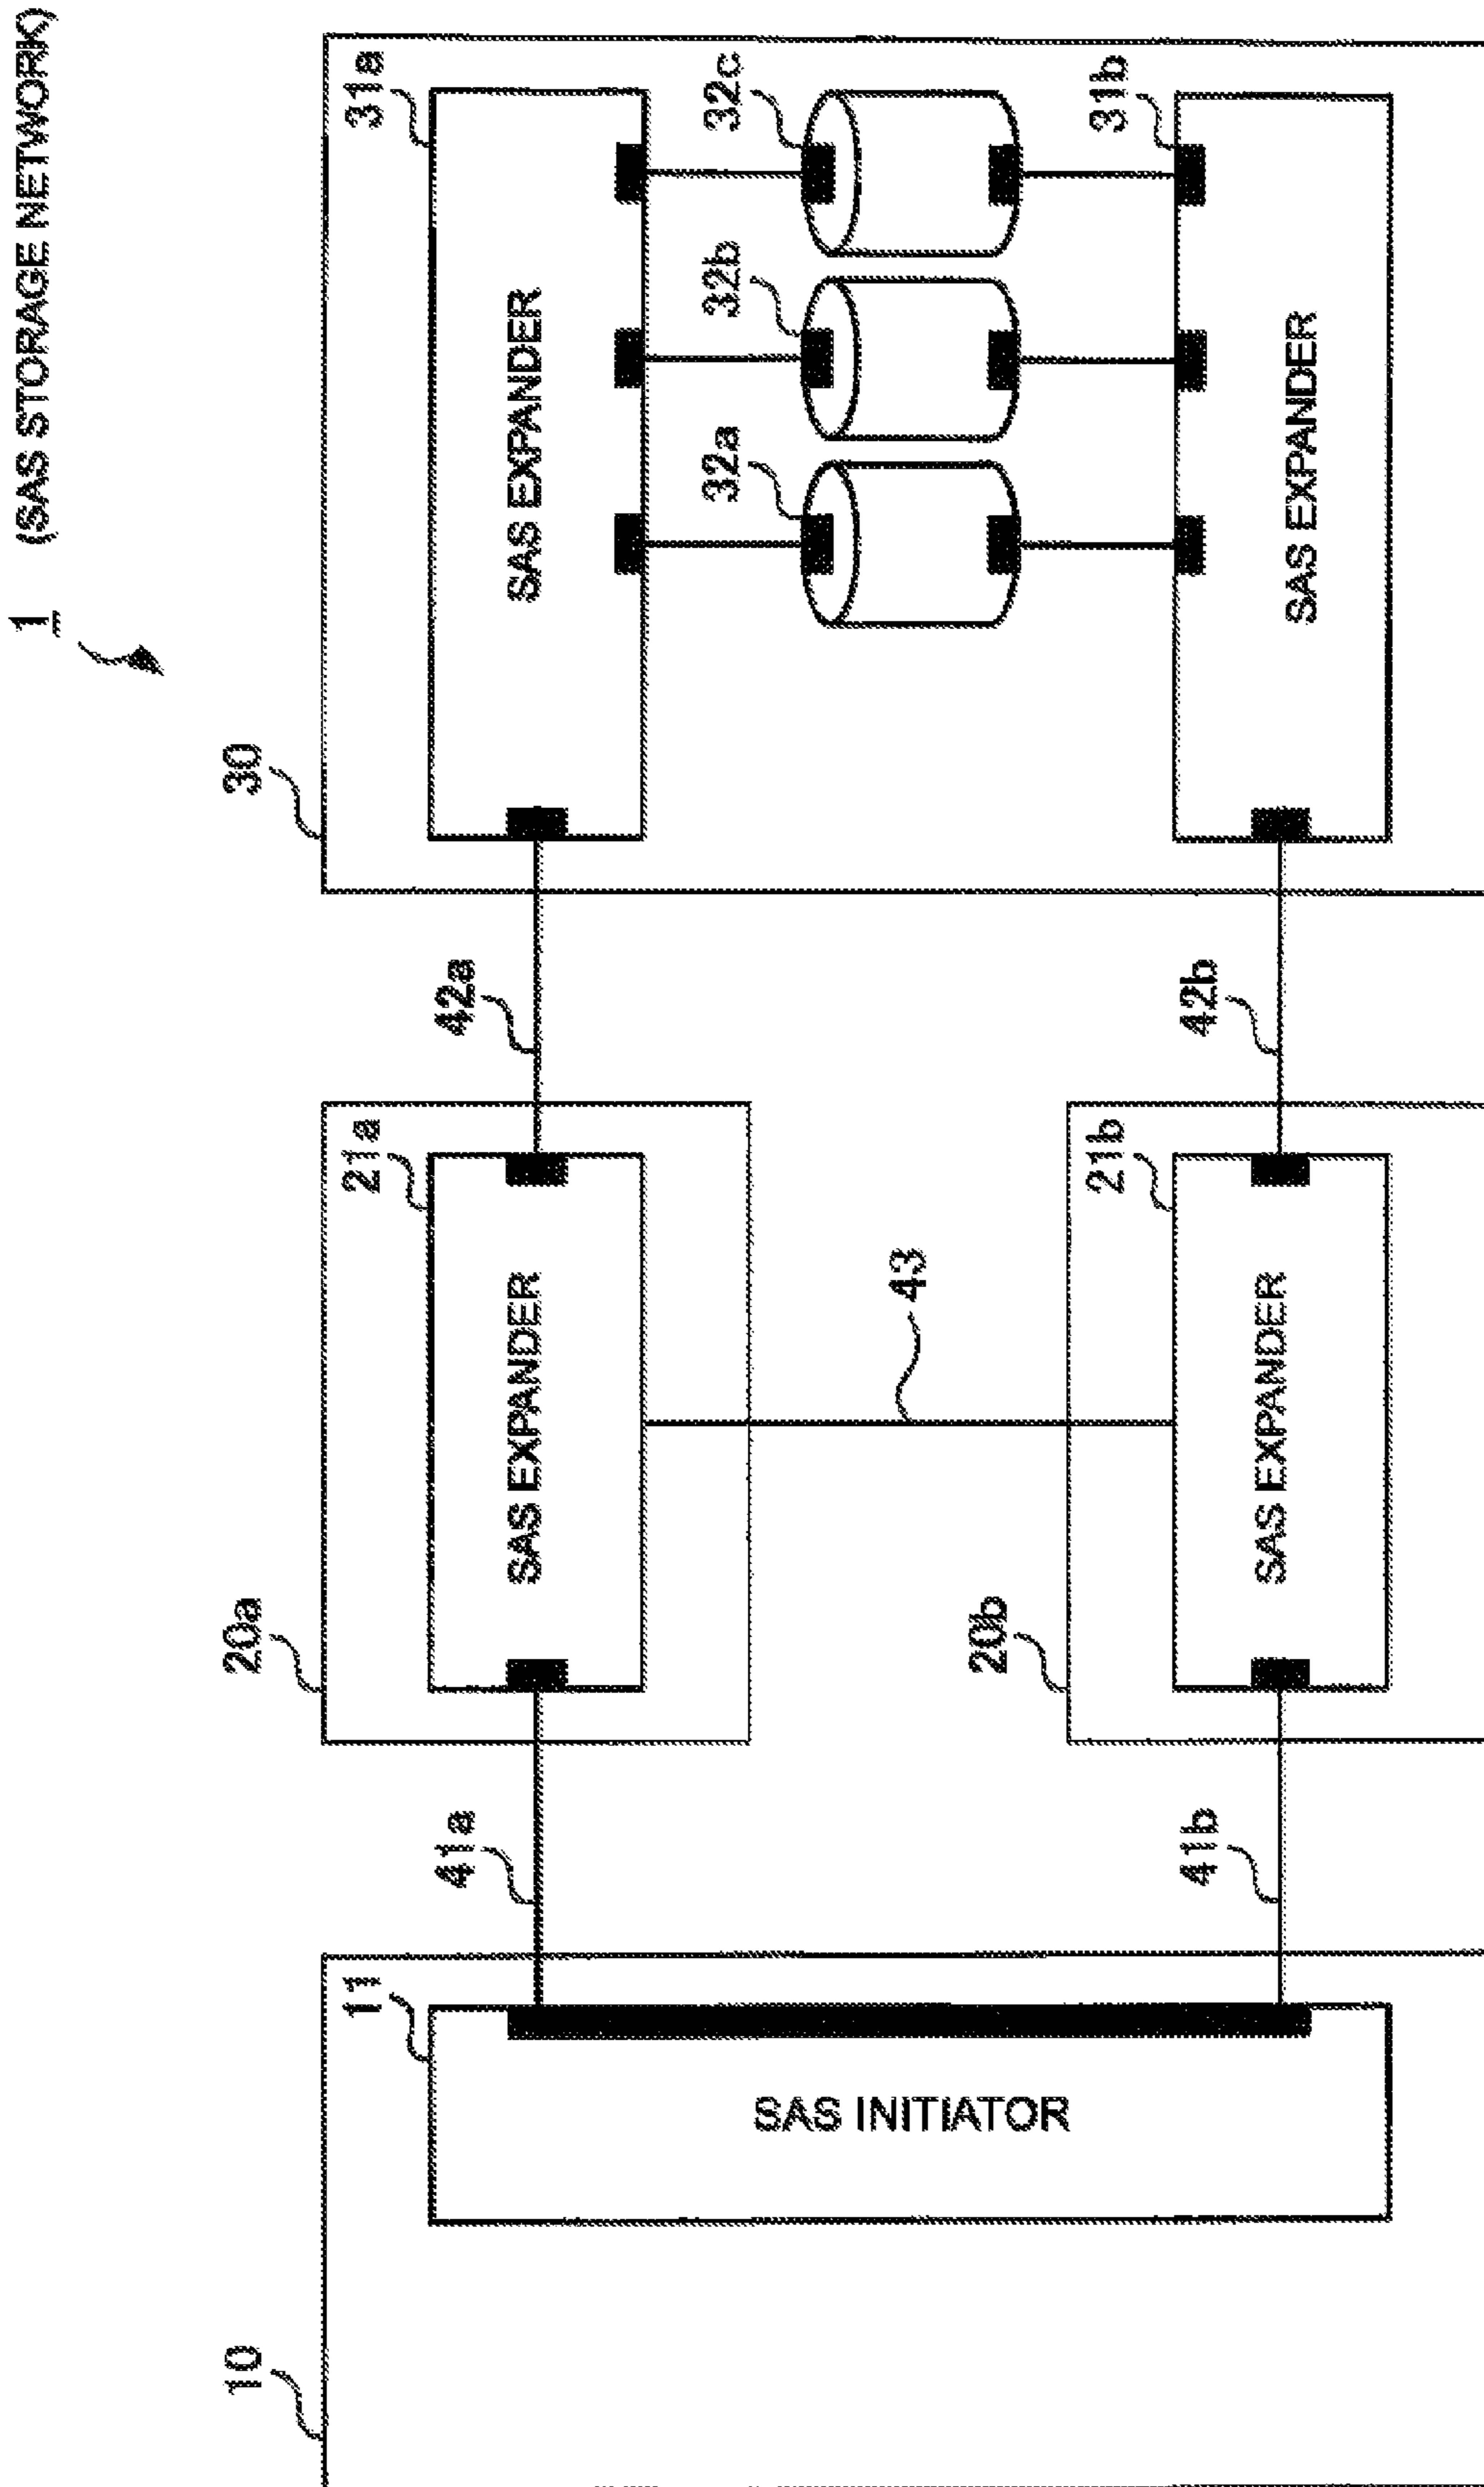 1 (SAS STORAGE NETWORK)
10
20a
30
11
41a
21a
42a
31a
SAS EXPANDER
SAS EXPANDER
32a
32b
32c
SAS INITIATOR
43
20b
41b
21b
42b
31b
SAS EXPANDER
SAS EXPANDER